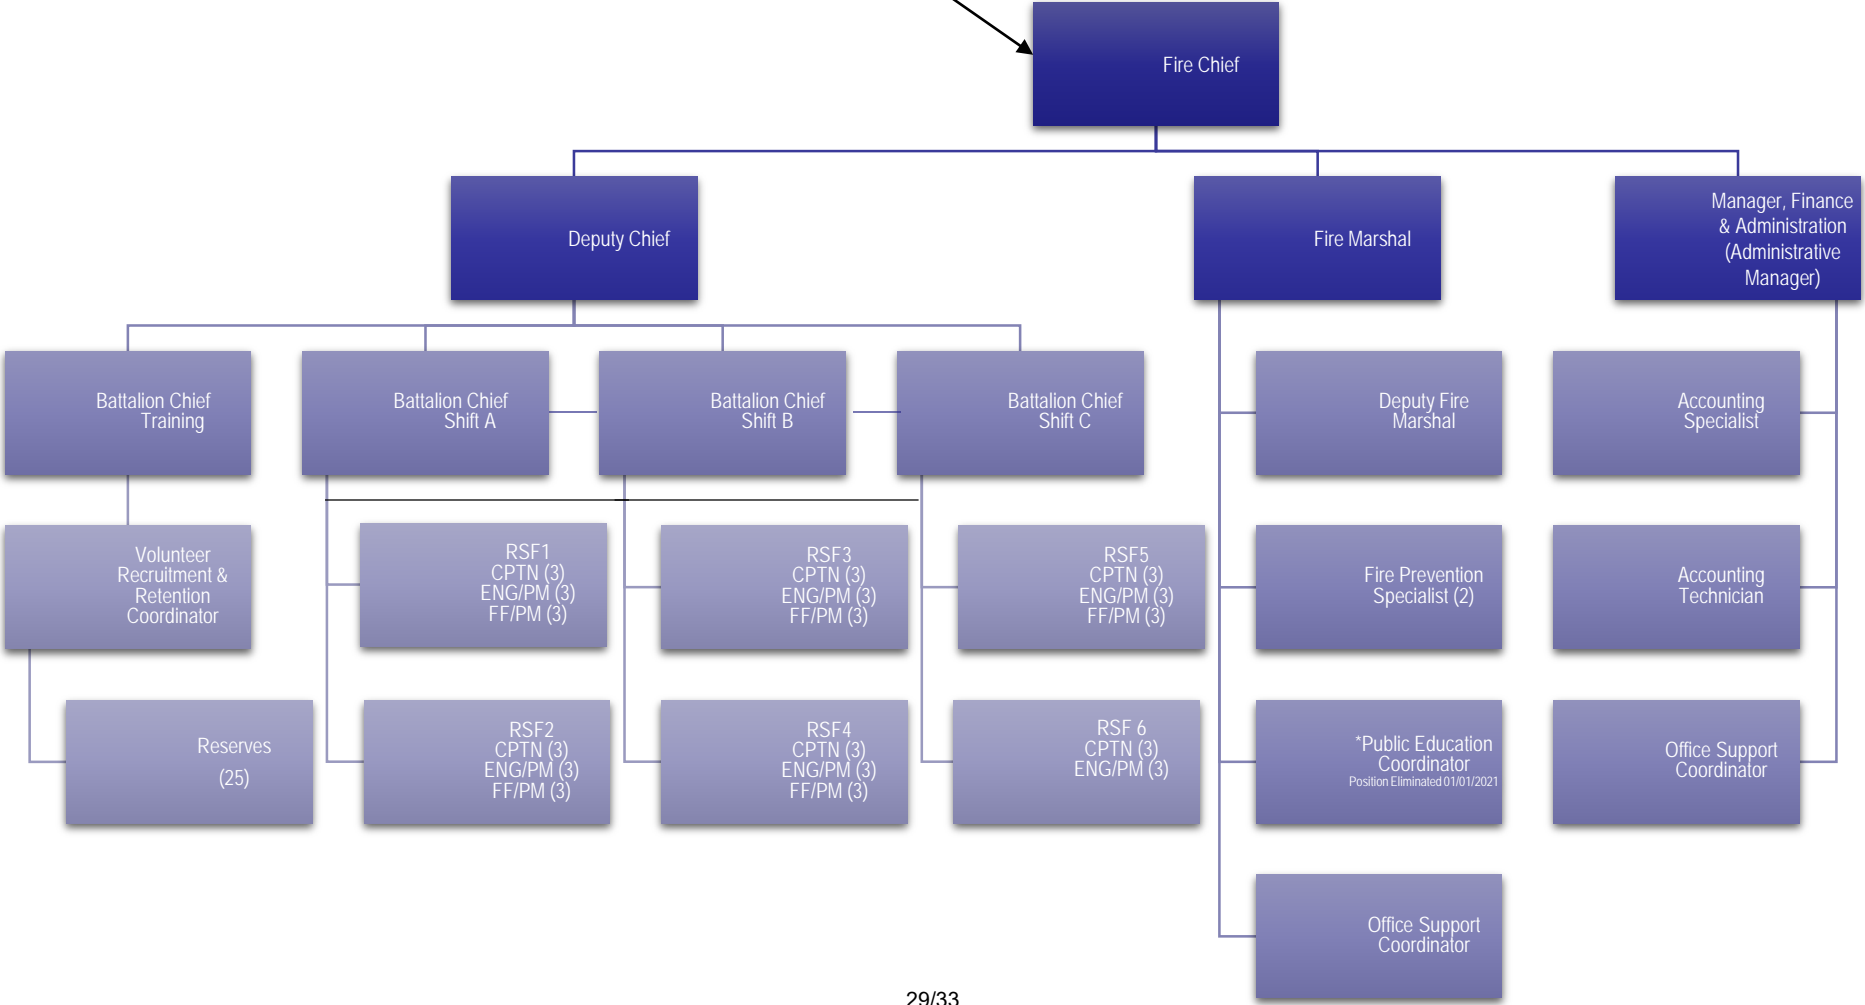 Fire Chief
Deputy Chief
Fire Marshal
Manager, Finance
& Administration
(Administrative
Manager)
Battalion Chief
Training
Battalion Chief
Shift A
Battalion Chief
Shift B
Battalion Chief
Shift C
Deputy Fire
Marshal
Accounting
Specialist
Volunteer
Recruitment &
Retention
Coordinator
RSF1
CPTN (3)
ENG/PM (3)
FF/PM (3)
RSF3
CPTN (3)
ENG/PM (3)
FF/PM (3)
RSF5
CPTN (3)
ENG/PM (3)
FF/PM (3)
Fire Prevention
Specialist (2)
Accounting
Technician
Reserves
(25)
RSF2
CPTN (3)
ENG/PM (3)
FF/PM (3)
RSF4
CPTN (3)
ENG/PM (3)
FF/PM (3)
RSF 6
CPTN (3)
ENG/PM (3)
*Public Education
Coordinator
Position Eliminated 01/01/2021
Office Support
Coordinator
Office Support
Coordinator
29/33